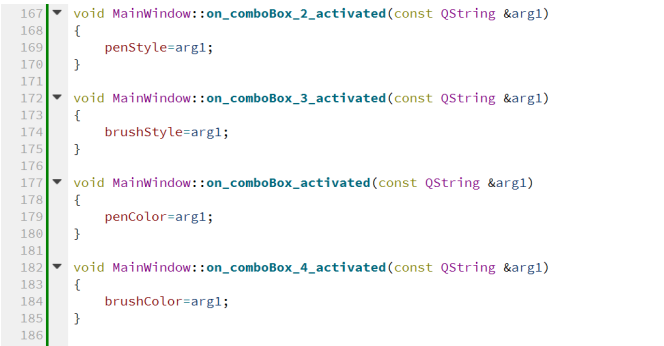 167 void MainWindow::on_comboBox_2_activated(const QString &arg1)
168 {
169     penStyle=arg1;
170 }
171
172 void MainWindow::on_comboBox_3_activated(const QString &arg1)
173 {
174     brushStyle=arg1;
175 }
176
177 void MainWindow::on_comboBox_activated(const QString &arg1)
178 {
179     penColor=arg1;
180 }
181
182 void MainWindow::on_comboBox_4_activated(const QString &arg1)
183 {
184     brushColor=arg1;
185 }
186